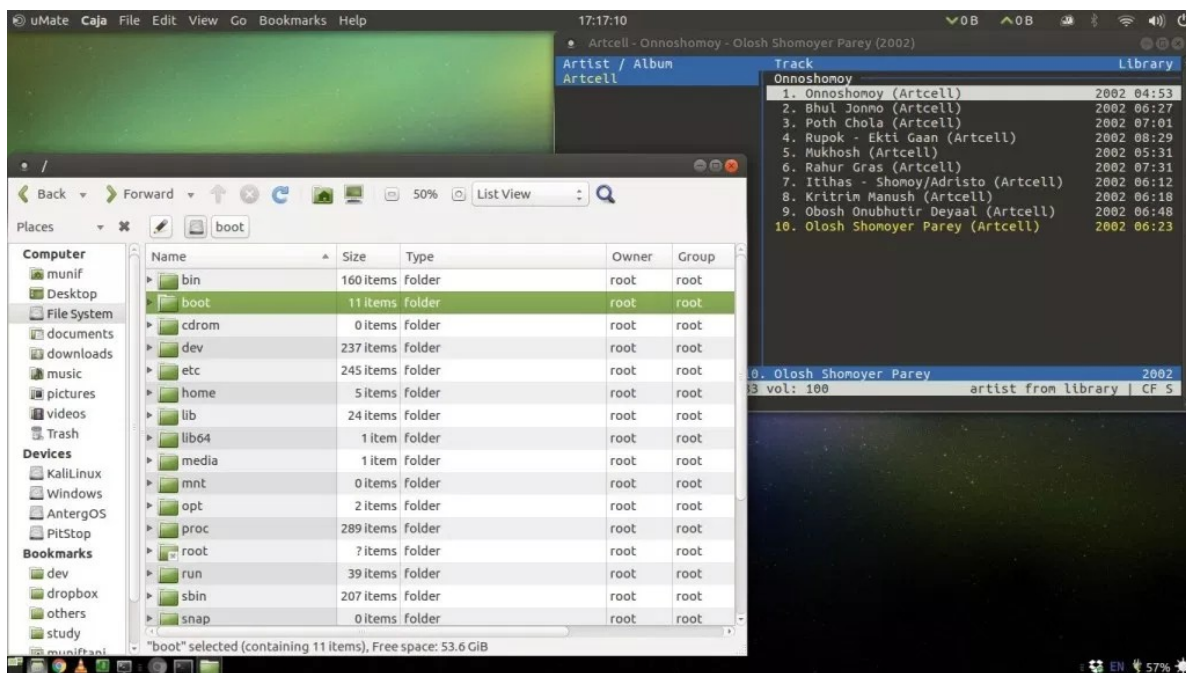 uMate Caja File Edit View Go Bookmarks Help 17:17:10 0 B 0 B
Artcell - Onnoshomoy - Olosh Shomoyer Parey (2002)
Artist / Album Track Library
Artcell Onnoshomoy
1. Onnoshomoy (Artcell) 2002 04:53
2. Bhul Jonmo (Artcell) 2002 06:27
3. Poth Chola (Artcell) 2002 07:01
4. Rupok - Ekti Gaan (Artcell) 2002 08:29
5. Mukhosh (Artcell) 2002 05:31
6. Rahur Gras (Artcell) 2002 07:31
7. Itihas - Shomoy/Adristo (Artcell) 2002 06:12
8. Kritrim Manush (Artcell) 2002 06:18
9. Obosh Onubhutir Deyaal (Artcell) 2002 06:48
10. Olosh Shomoyer Parey (Artcell) 2002 06:23
0. Olosh Shomoyer Parey 2002
33 vol: 100 artist from library | CF S
/
Back Forward 50% List View
Places boot
Computer
munif
Desktop
File System
documents
downloads
music
pictures
videos
Trash
Devices
KaliLinux
Windows
AntergOS
PitStop
Bookmarks
dev
dropbox
others
study
muniftani
Name Size Type Owner Group
bin 160 items folder root root
boot 11 items folder root root
cdrom 0 items folder root root
dev 237 items folder root root
etc 245 items folder root root
home 5 items folder root root
lib 24 items folder root root
lib64 1 item folder root root
media 1 item folder root root
mnt 0 items folder root root
opt 2 items folder root root
proc 289 items folder root root
root ? items folder root root
run 39 items folder root root
sbin 207 items folder root root
snap 0 items folder root root
"boot" selected (containing 11 items), Free space: 53.6 GiB
EN 57%